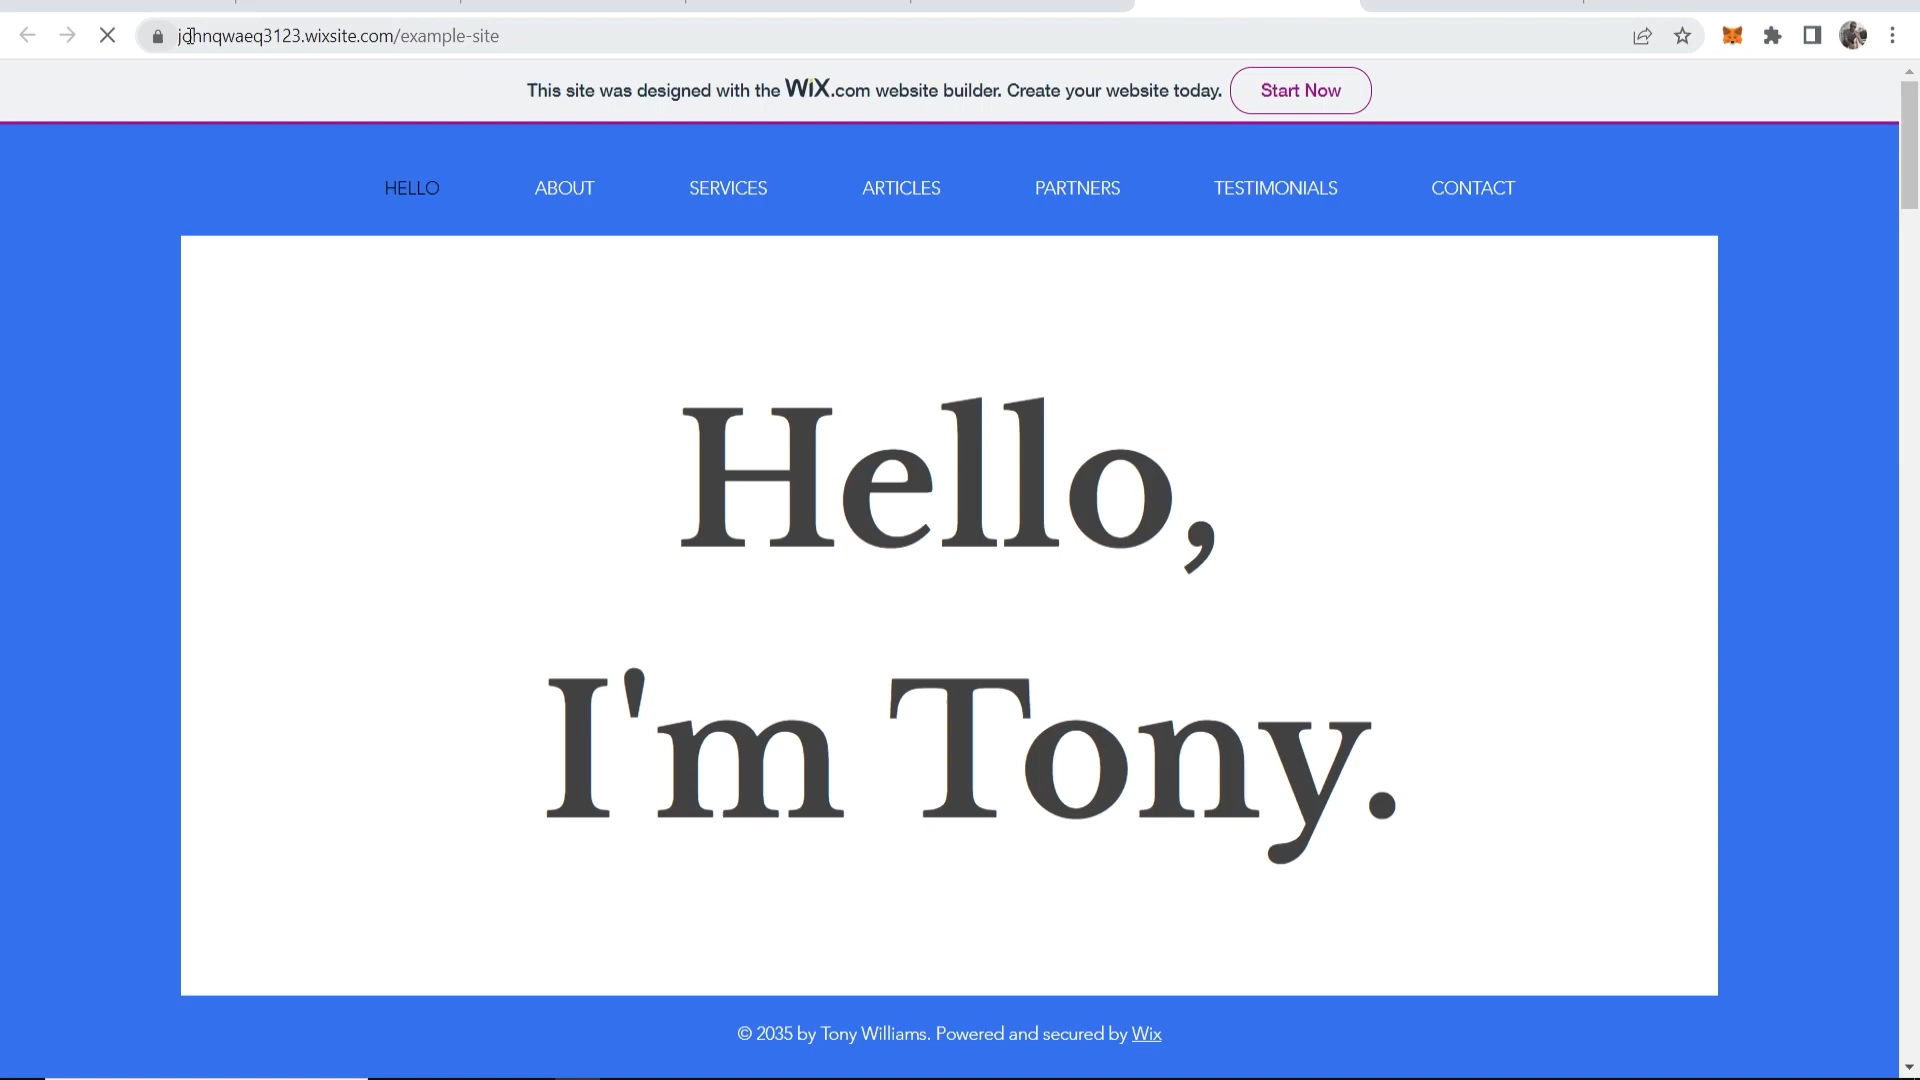 johnqwaeq3123.wixsite.com/example-site
This site was designed with the WiX.com website builder. Create your website today. Start Now
HELLO ABOUT SERVICES ARTICLES PARTNERS TESTIMONIALS CONTACT
Hello,
I'm Tony.
© 2035 by Tony Williams. Powered and secured by Wix